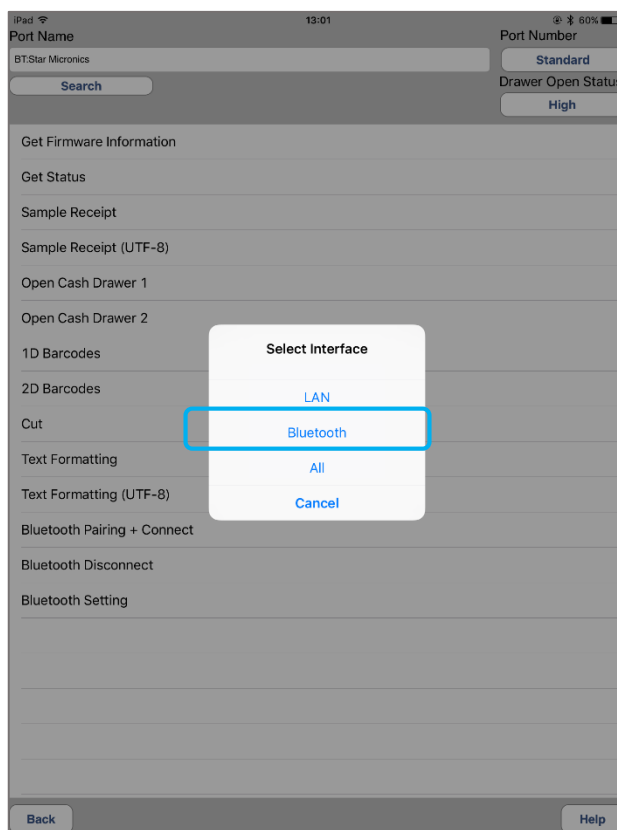 iPad
13:01
60%
Port Name
Port Number
BT:Star Micronics
Standard
Search
Drawer Open Status
High
Get Firmware Information
Get Status
Sample Receipt
Sample Receipt (UTF-8)
Open Cash Drawer 1
Open Cash Drawer 2
1D Barcodes
2D Barcodes
Cut
Text Formatting
Text Formatting (UTF-8)
Bluetooth Pairing + Connect
Bluetooth Disconnect
Bluetooth Setting
Select Interface
LAN
Bluetooth
All
Cancel
Back
Help